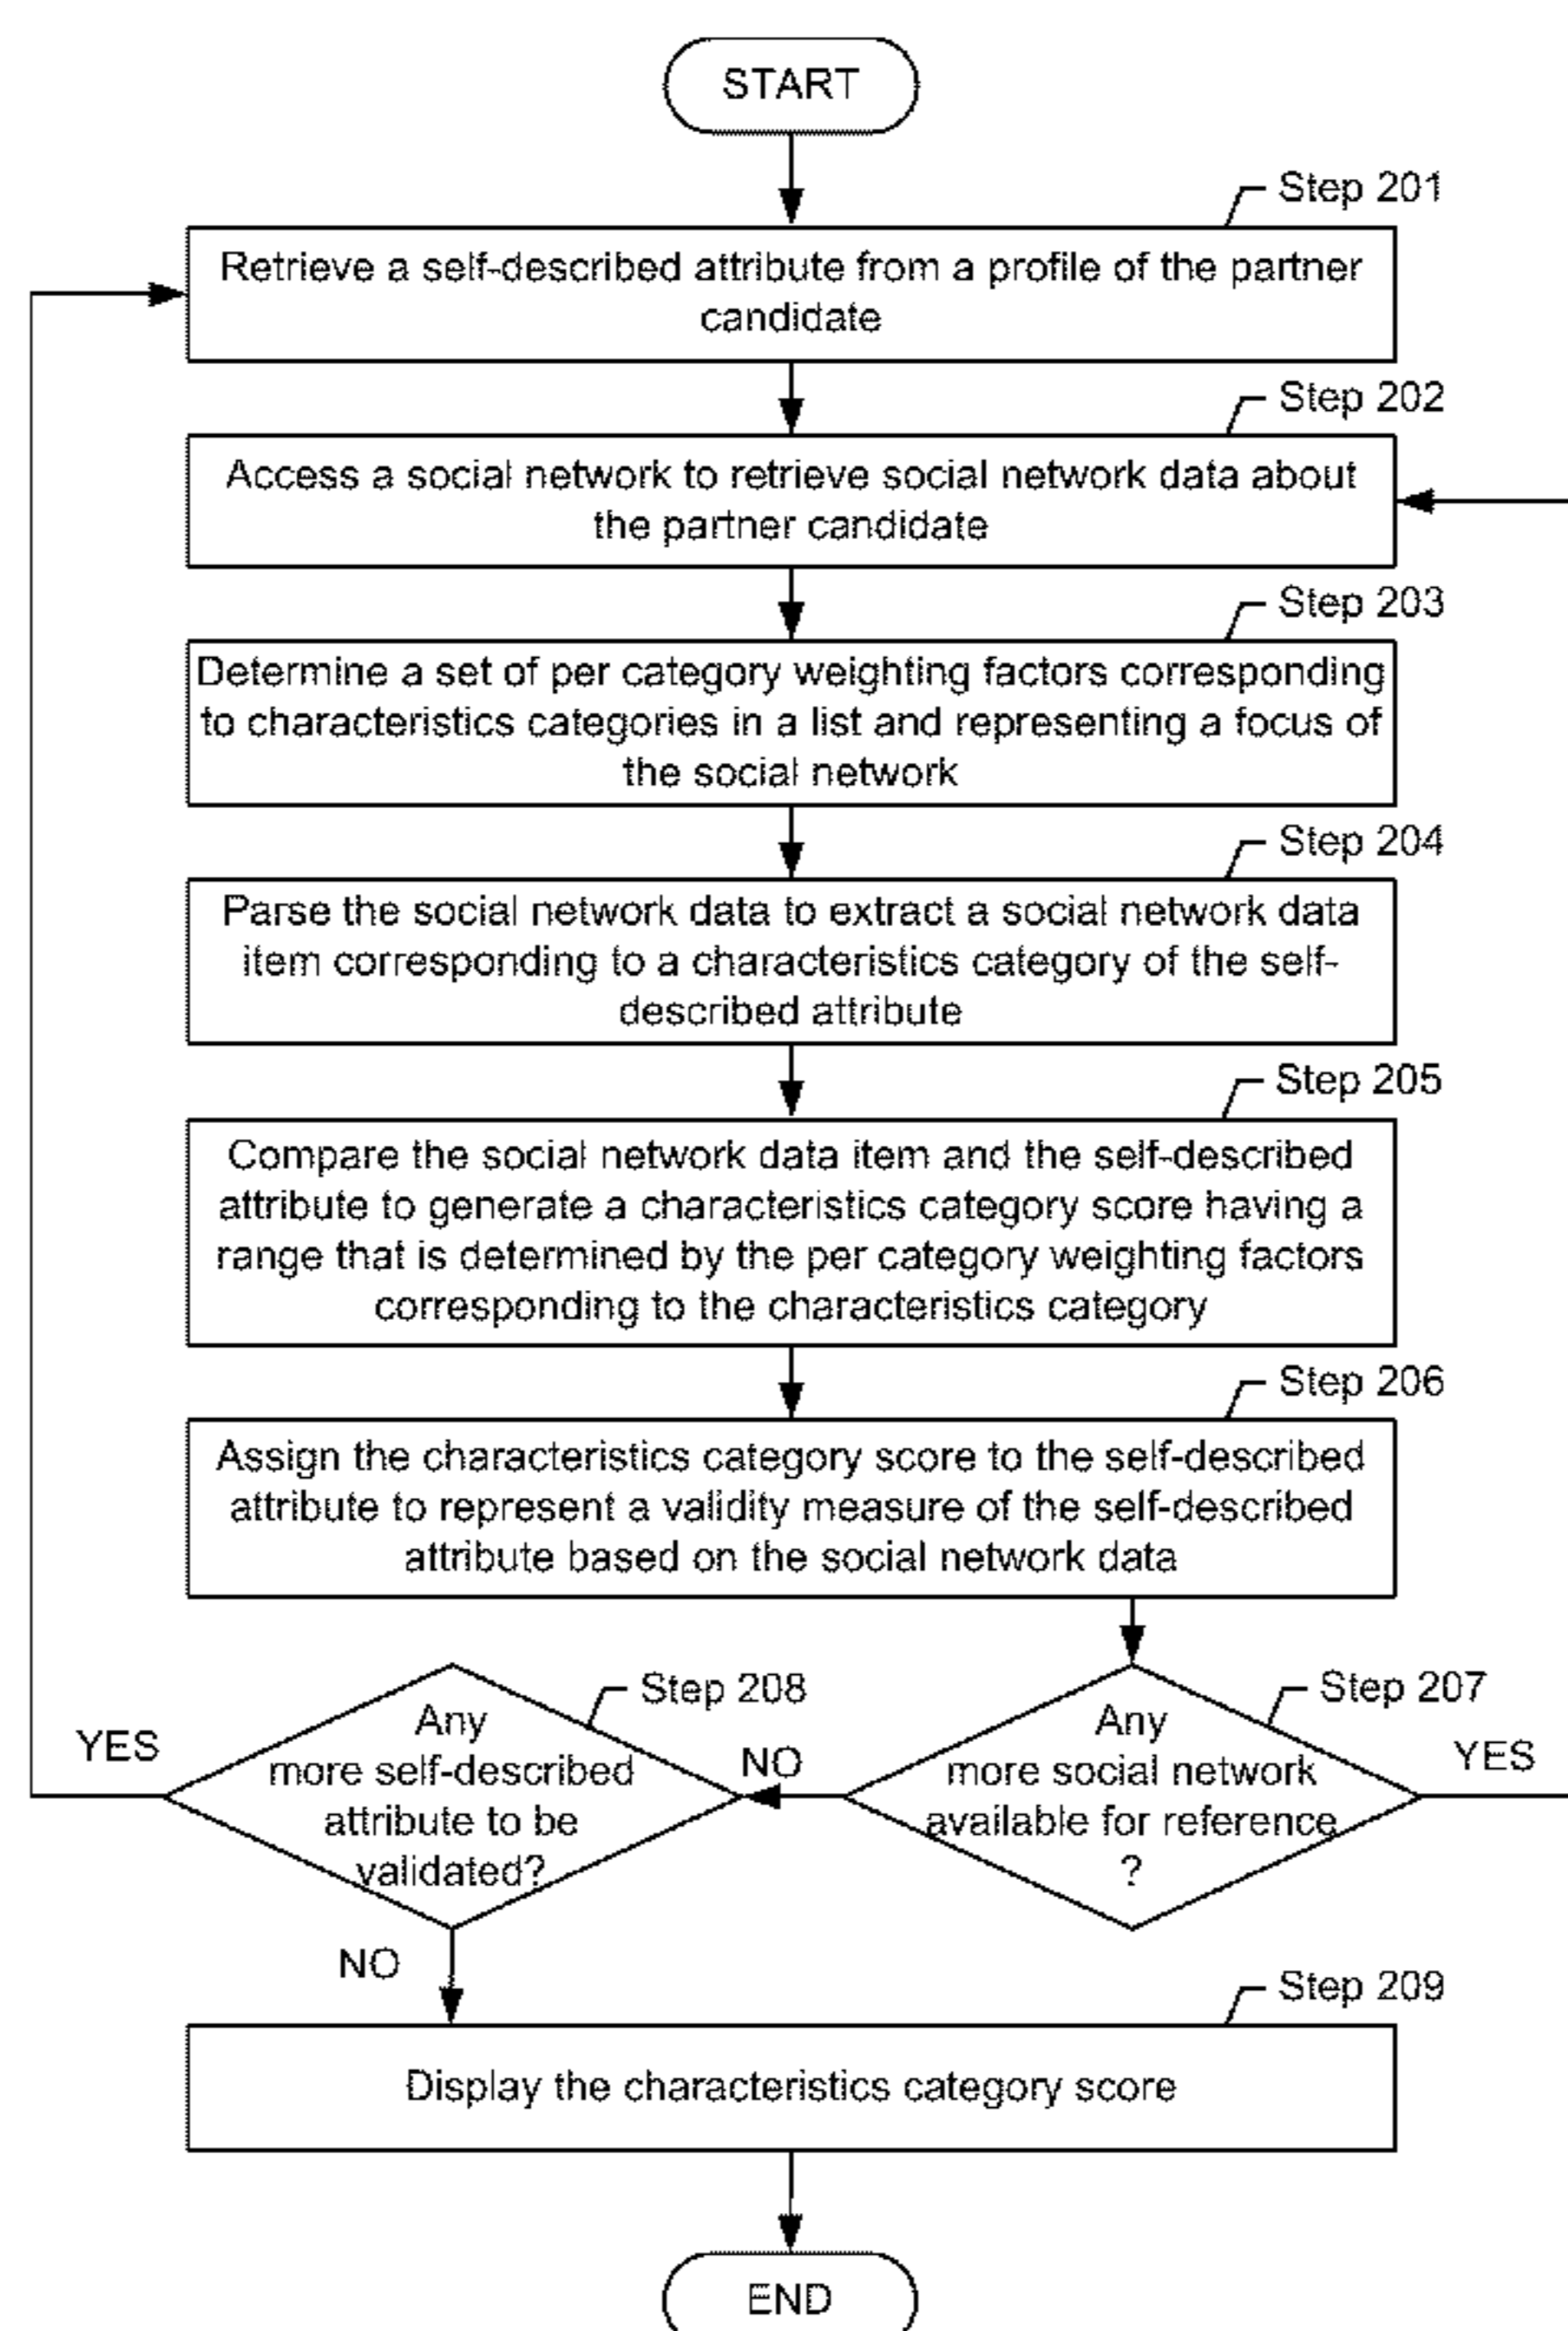 START
Step 201
Retrieve a self-described attribute from a profile of the partner
candidate
Step 202
Access a social network to retrieve social network data about
the partner candidate
Step 203
Determine a set of per category weighting factors corresponding
to characteristics categories in a list and representing a focus of
the social network
Step 204
Parse the social network data to extract a social network data
item corresponding to a characteristics category of the self-
described attribute
Step 205
Compare the social network data item and the self-described
attribute to generate a characteristics category score having a
range that is determined by the per category weighting factors
corresponding to the characteristics category
Step 206
Assign the characteristics category score to the self-described
attribute to represent a validity measure of the self-described
attribute based on the social network data
Step 207
Any
more social network
available for reference
?
YES
NO
Step 208
Any
more self-described
attribute to be
validated?
YES
NO
Step 209
Display the characteristics category score
END